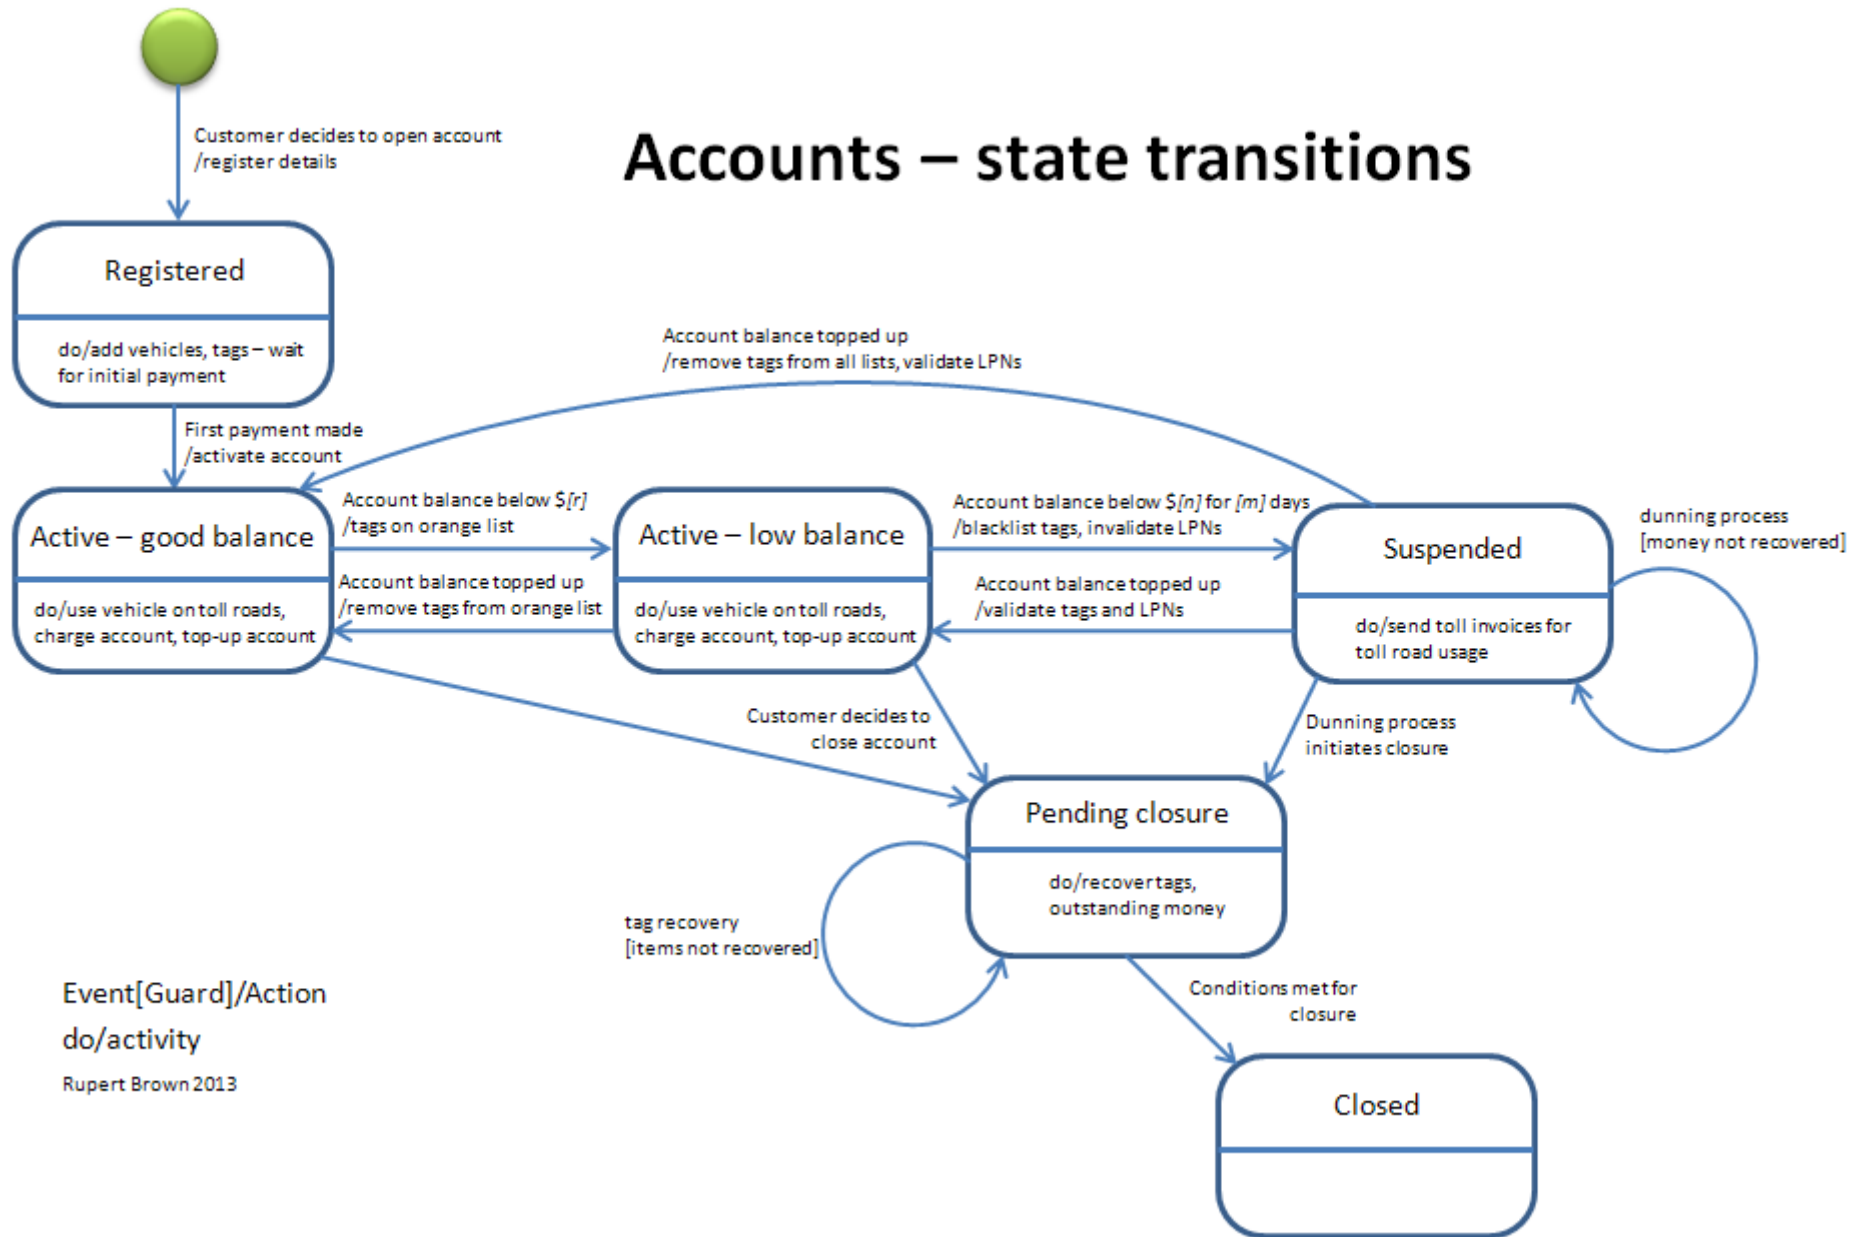 Customer decides to open account
/register details
Accounts – state transitions
Registered
do/add vehicles, tags – wait
for initial payment
Account balance topped up
/remove tags from all lists, validate LPNs
First payment made
/activate account
Active – good balance
do/use vehicle on toll roads,
charge account, top-up account
Account balance below $[r]
/tags on orange list
Account balance topped up
/remove tags from orange list
Active – low balance
do/use vehicle on toll roads,
charge account, top-up account
Account balance below $[n] for [m] days
/blacklist tags, invalidate LPNs
Account balance topped up
/validate tags and LPNs
Suspended
do/send toll invoices for
toll road usage
dunning process
[money not recovered]
Customer decides to
close account
Dunning process
initiates closure
Pending closure
do/recover tags,
outstanding money
tag recovery
[items not recovered]
Conditions met for
closure
Closed
Event[Guard]/Action
do/activity
Rupert Brown 2013